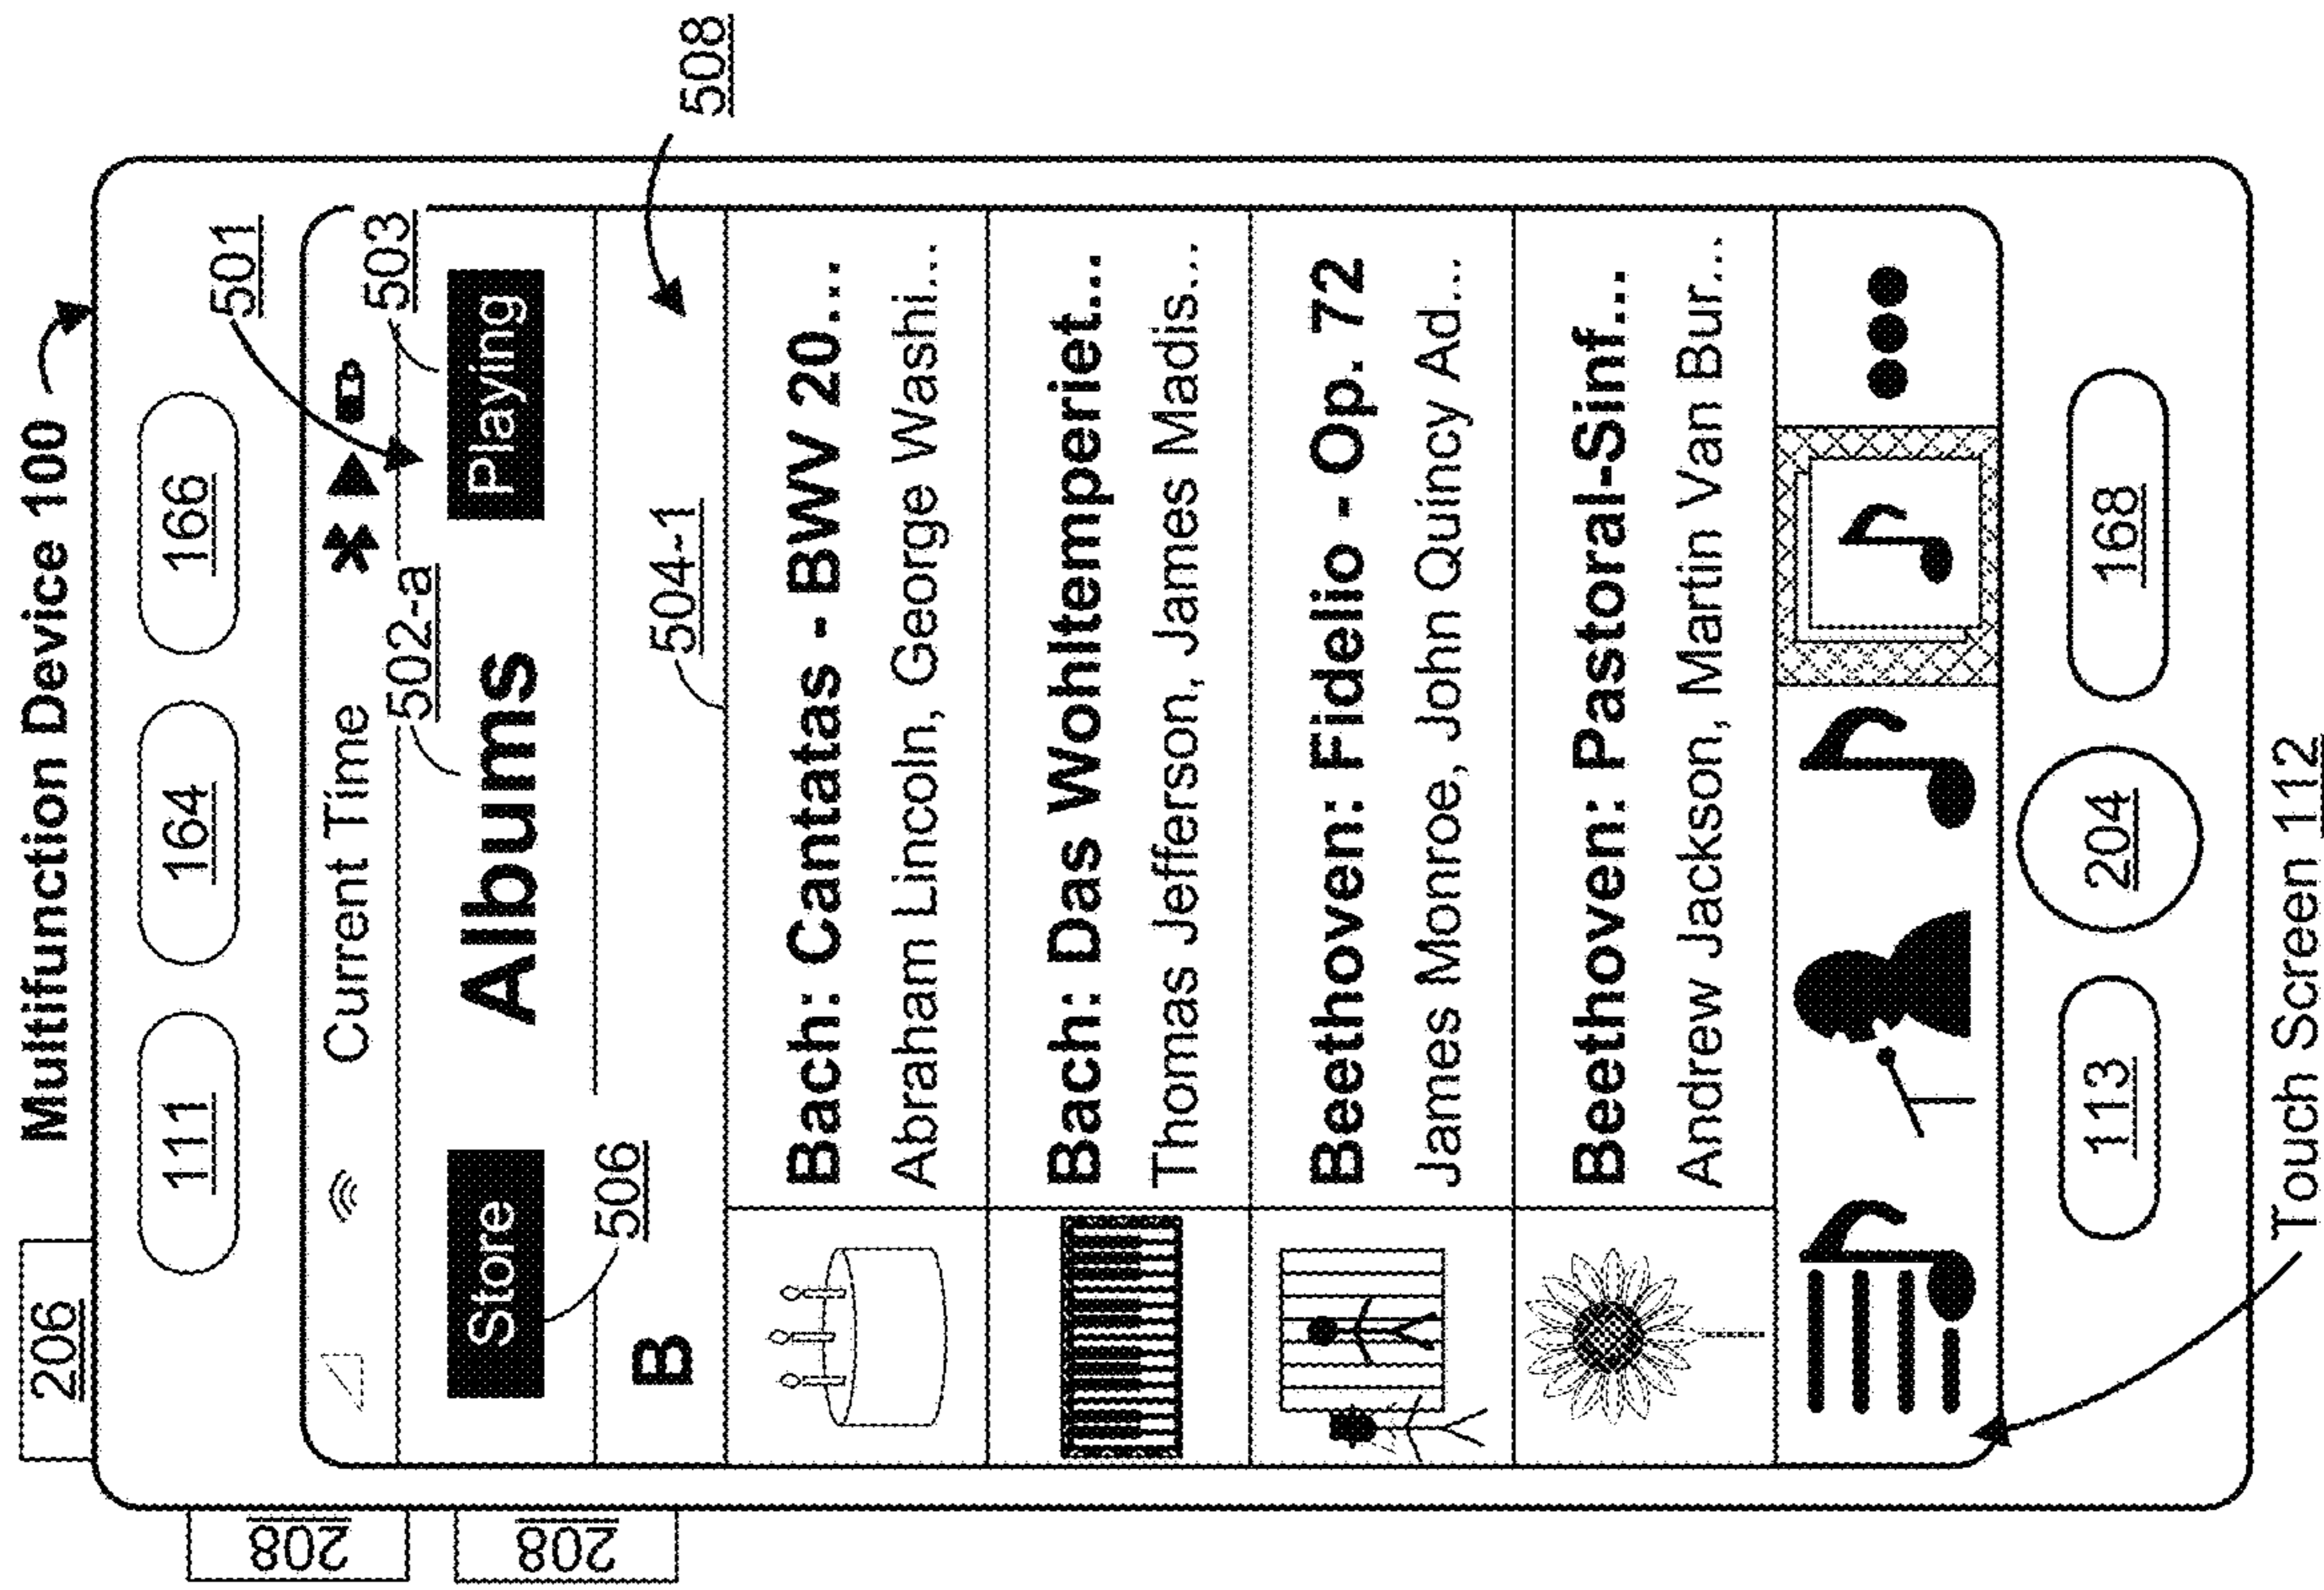 Multifunction Device 100
206
111
164
166
208
208
Current Time
501
502-a
503
Store
Albums
Playing
506
B
504-1
508
Bach: Cantatas - BWV 20...
Abraham Lincoln, George Washi...
Bach: Das Wohltemperiet...
Thomas Jefferson, James Madis...
Beethoven: Fidelio - Op. 72
James Monroe, John Quincy Ad...
Beethoven: Pastoral-Sinf...
Andrew Jackson, Martin Van Bur...
113
204
168
Touch Screen 112